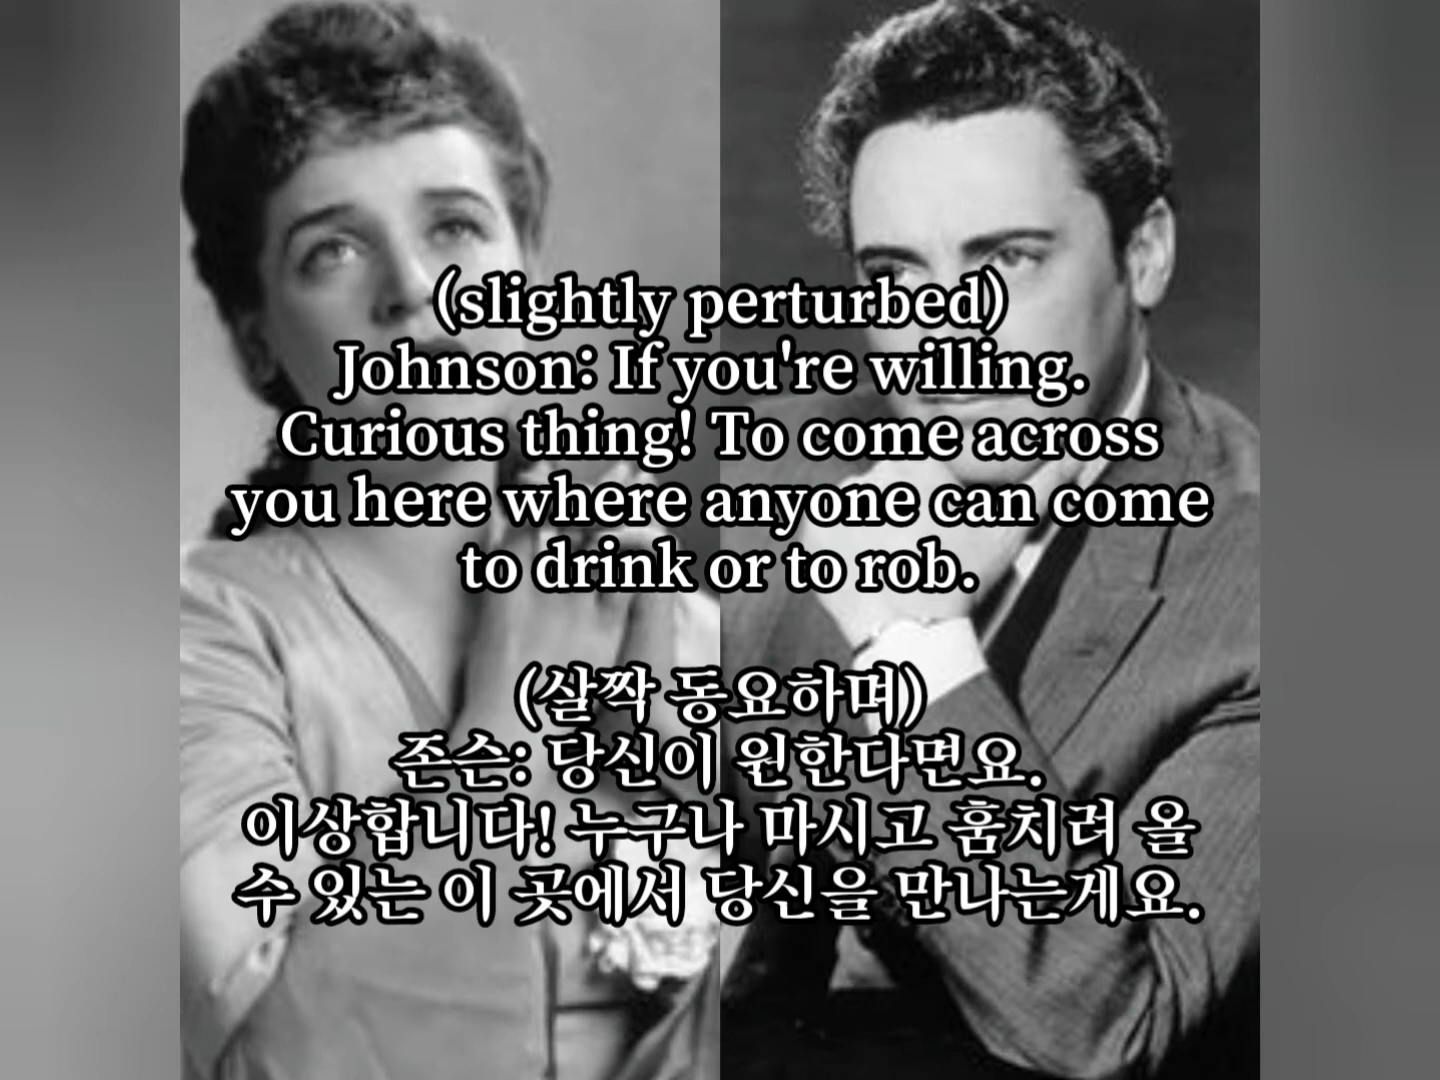 (slightly perturbed)
Johnson: If you're willing.
Curious thing! To come across
you here where anyone can come
to drink or to rob.
(살짝 동요하며)
존슨: 당신이 원한다면요.
이상합니다! 누구나 마시고 훔치려 올
수 있는 이 곳에서 당신을 만나는게요.